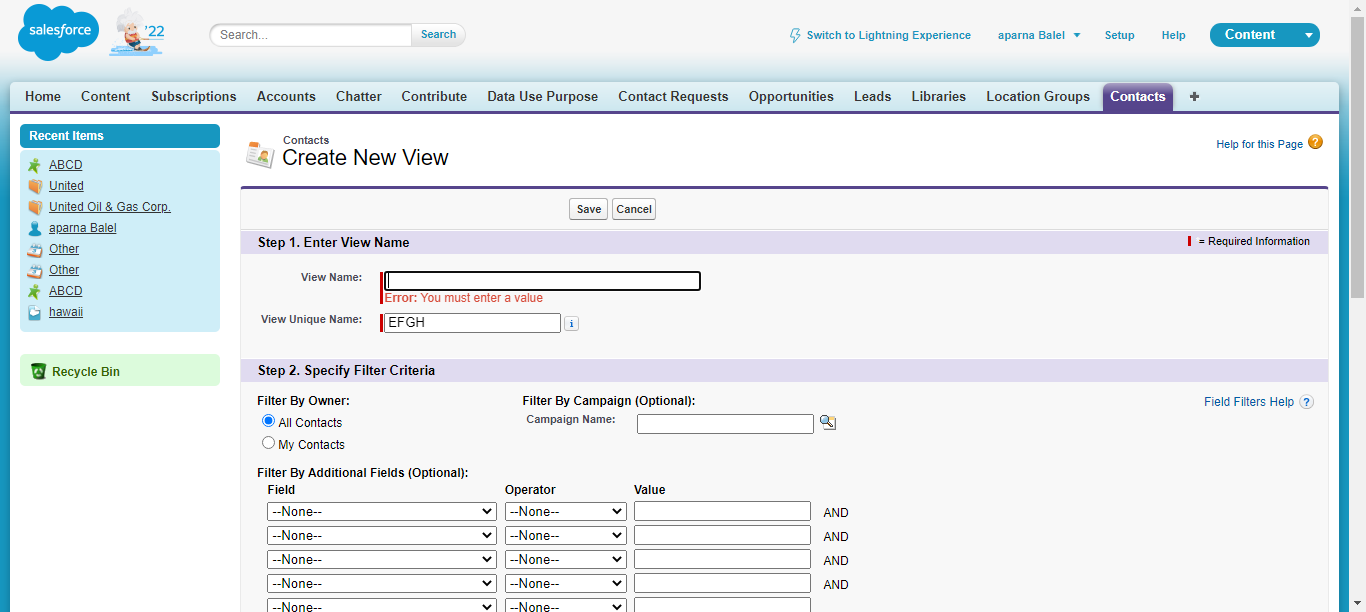 salesforce
'22
Search...
Search
Switch to Lightning Experience
aparna Balel
Setup
Help
Content
Home Content Subscriptions Accounts Chatter Contribute Data Use Purpose Contact Requests Opportunities Leads Libraries Location Groups Contacts +
Recent Items
ABCD
United
United Oil & Gas Corp.
aparna Balel
Other
Other
ABCD
hawaii
Recycle Bin
Contacts
Create New View
Help for this Page ?
Save Cancel
Step 1. Enter View Name
= Required Information
View Name:
Error: You must enter a value
View Unique Name: EFGH i
Step 2. Specify Filter Criteria
Filter By Owner:
All Contacts
My Contacts
Filter By Campaign (Optional):
Campaign Name:
Field Filters Help ?
Filter By Additional Fields (Optional):
Field Operator Value
--None-- --None-- AND
--None-- --None-- AND
--None-- --None-- AND
--None-- --None-- AND
--None-- --None--